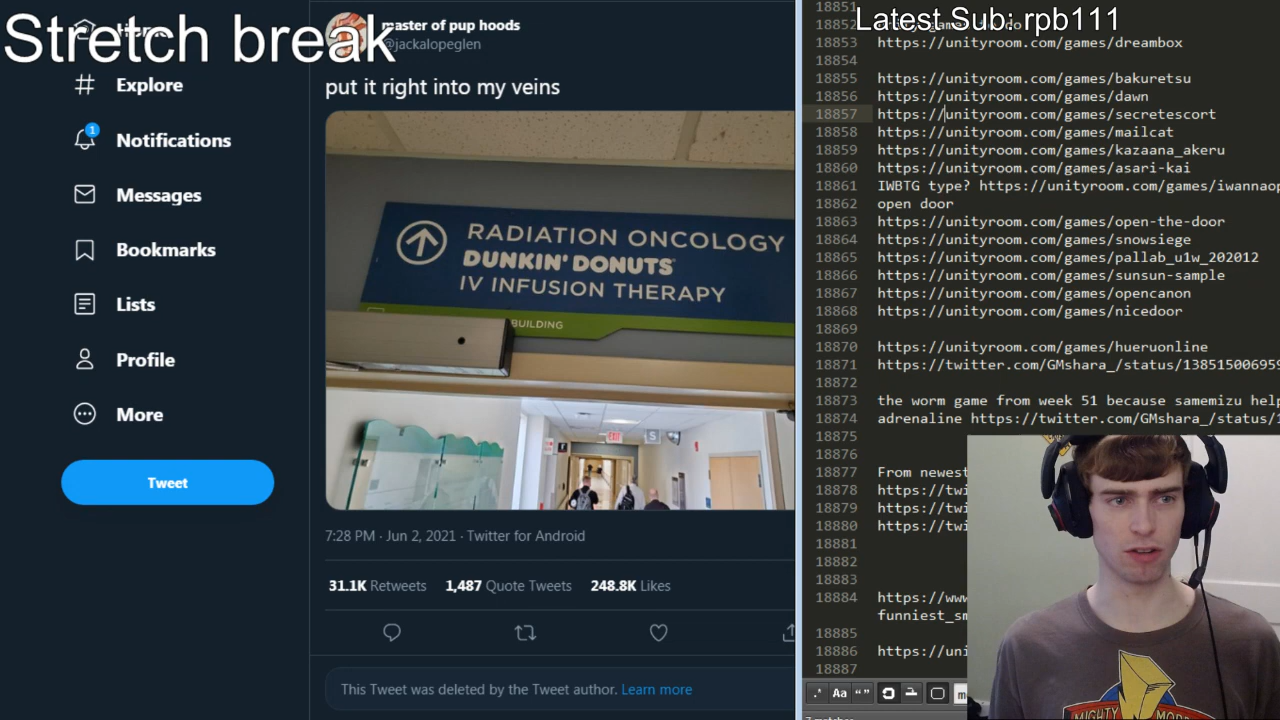 Stretch break
Explore
1
Notifications
Messages
Bookmarks
Lists
Profile
More
Tweet
master of pup hoods
@jackalopeglen
put it right into my veins
RADIATION ONCOLOGY
DUNKIN' DONUTS
IV INFUSION THERAPY
BUILDING
EXIT
S
7:28 PM · Jun 2, 2021 · Twitter for Android
31.1K Retweets 1,487 Quote Tweets 248.8K Likes
This Tweet was deleted by the Tweet author. Learn more
Latest Sub: rpb111
18851
18852
18853 https://unityroom.com/games/dreambox
18854
18855 https://unityroom.com/games/bakuretsu
18856 https://unityroom.com/games/dawn
18857 https://unityroom.com/games/secretescort
18858 https://unityroom.com/games/mailcat
18859 https://unityroom.com/games/kazaana_akeru
18860 https://unityroom.com/games/asari-kai
18861 IWBTG type? https://unityroom.com/games/iwannaop
18862 open door
18863 https://unityroom.com/games/open-the-door
18864 https://unityroom.com/games/snowsiege
18865 https://unityroom.com/games/pallab_u1w_202012
18866 https://unityroom.com/games/sunsun-sample
18867 https://unityroom.com/games/opencanon
18868 https://unityroom.com/games/nicedoor
18869
18870 https://unityroom.com/games/hueruonline
18871 https://twitter.com/GMshara_/status/138515006959
18872
18873 the worm game from week 51 because samemizu help
18874 adrenaline https://twitter.com/GMshara_/status/1
18875
18876
18877 From newest
18878 https://twi
18879 https://twi
18880 https://twi
18881
18882
18883
18884 https://www
funniest_sm
18885
18886 https://uni
18887
.* Aa “”
MIGHTY MOR